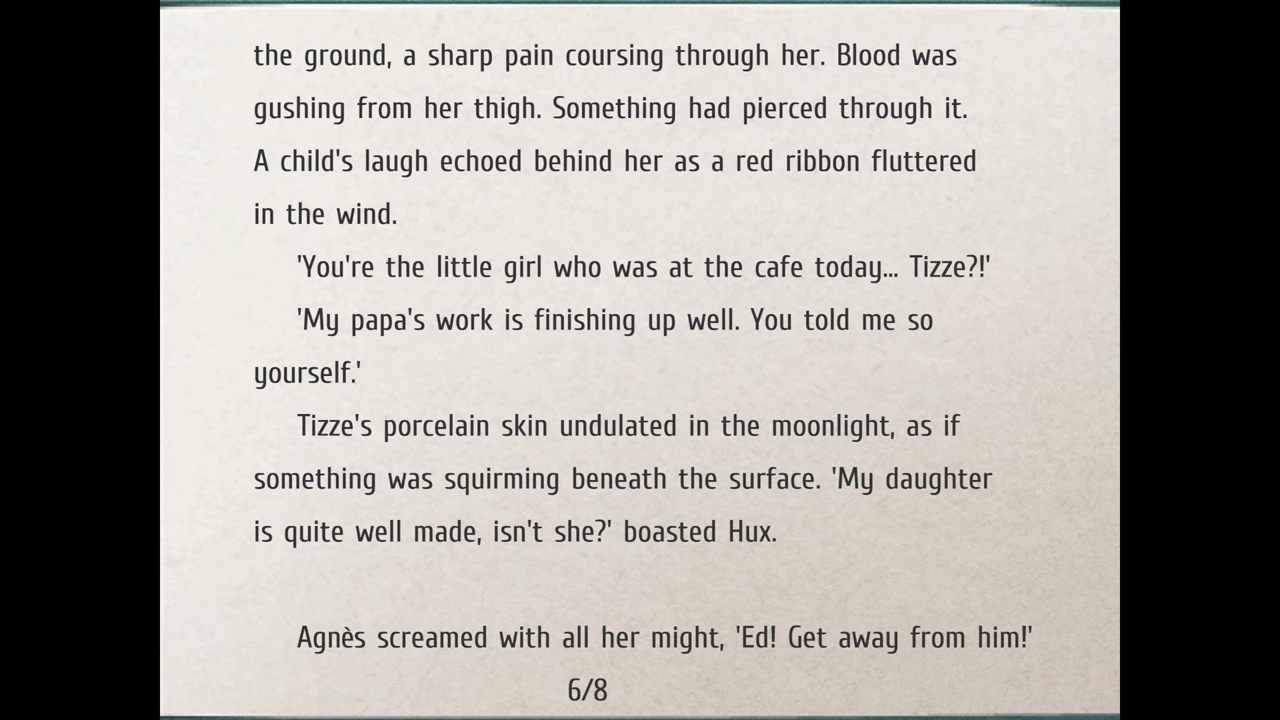 the ground, a sharp pain coursing through her. Blood was
gushing from her thigh. Something had pierced through it.
A child's laugh echoed behind her as a red ribbon fluttered
in the wind.
'You're the little girl who was at the cafe today... Tizze?!'
'My papa's work is finishing up well. You told me so
yourself.'
Tizze's porcelain skin undulated in the moonlight, as if
something was squirming beneath the surface. 'My daughter
is quite well made, isn't she?' boasted Hux.
Agnès screamed with all her might, 'Ed! Get away from him!'
6/8